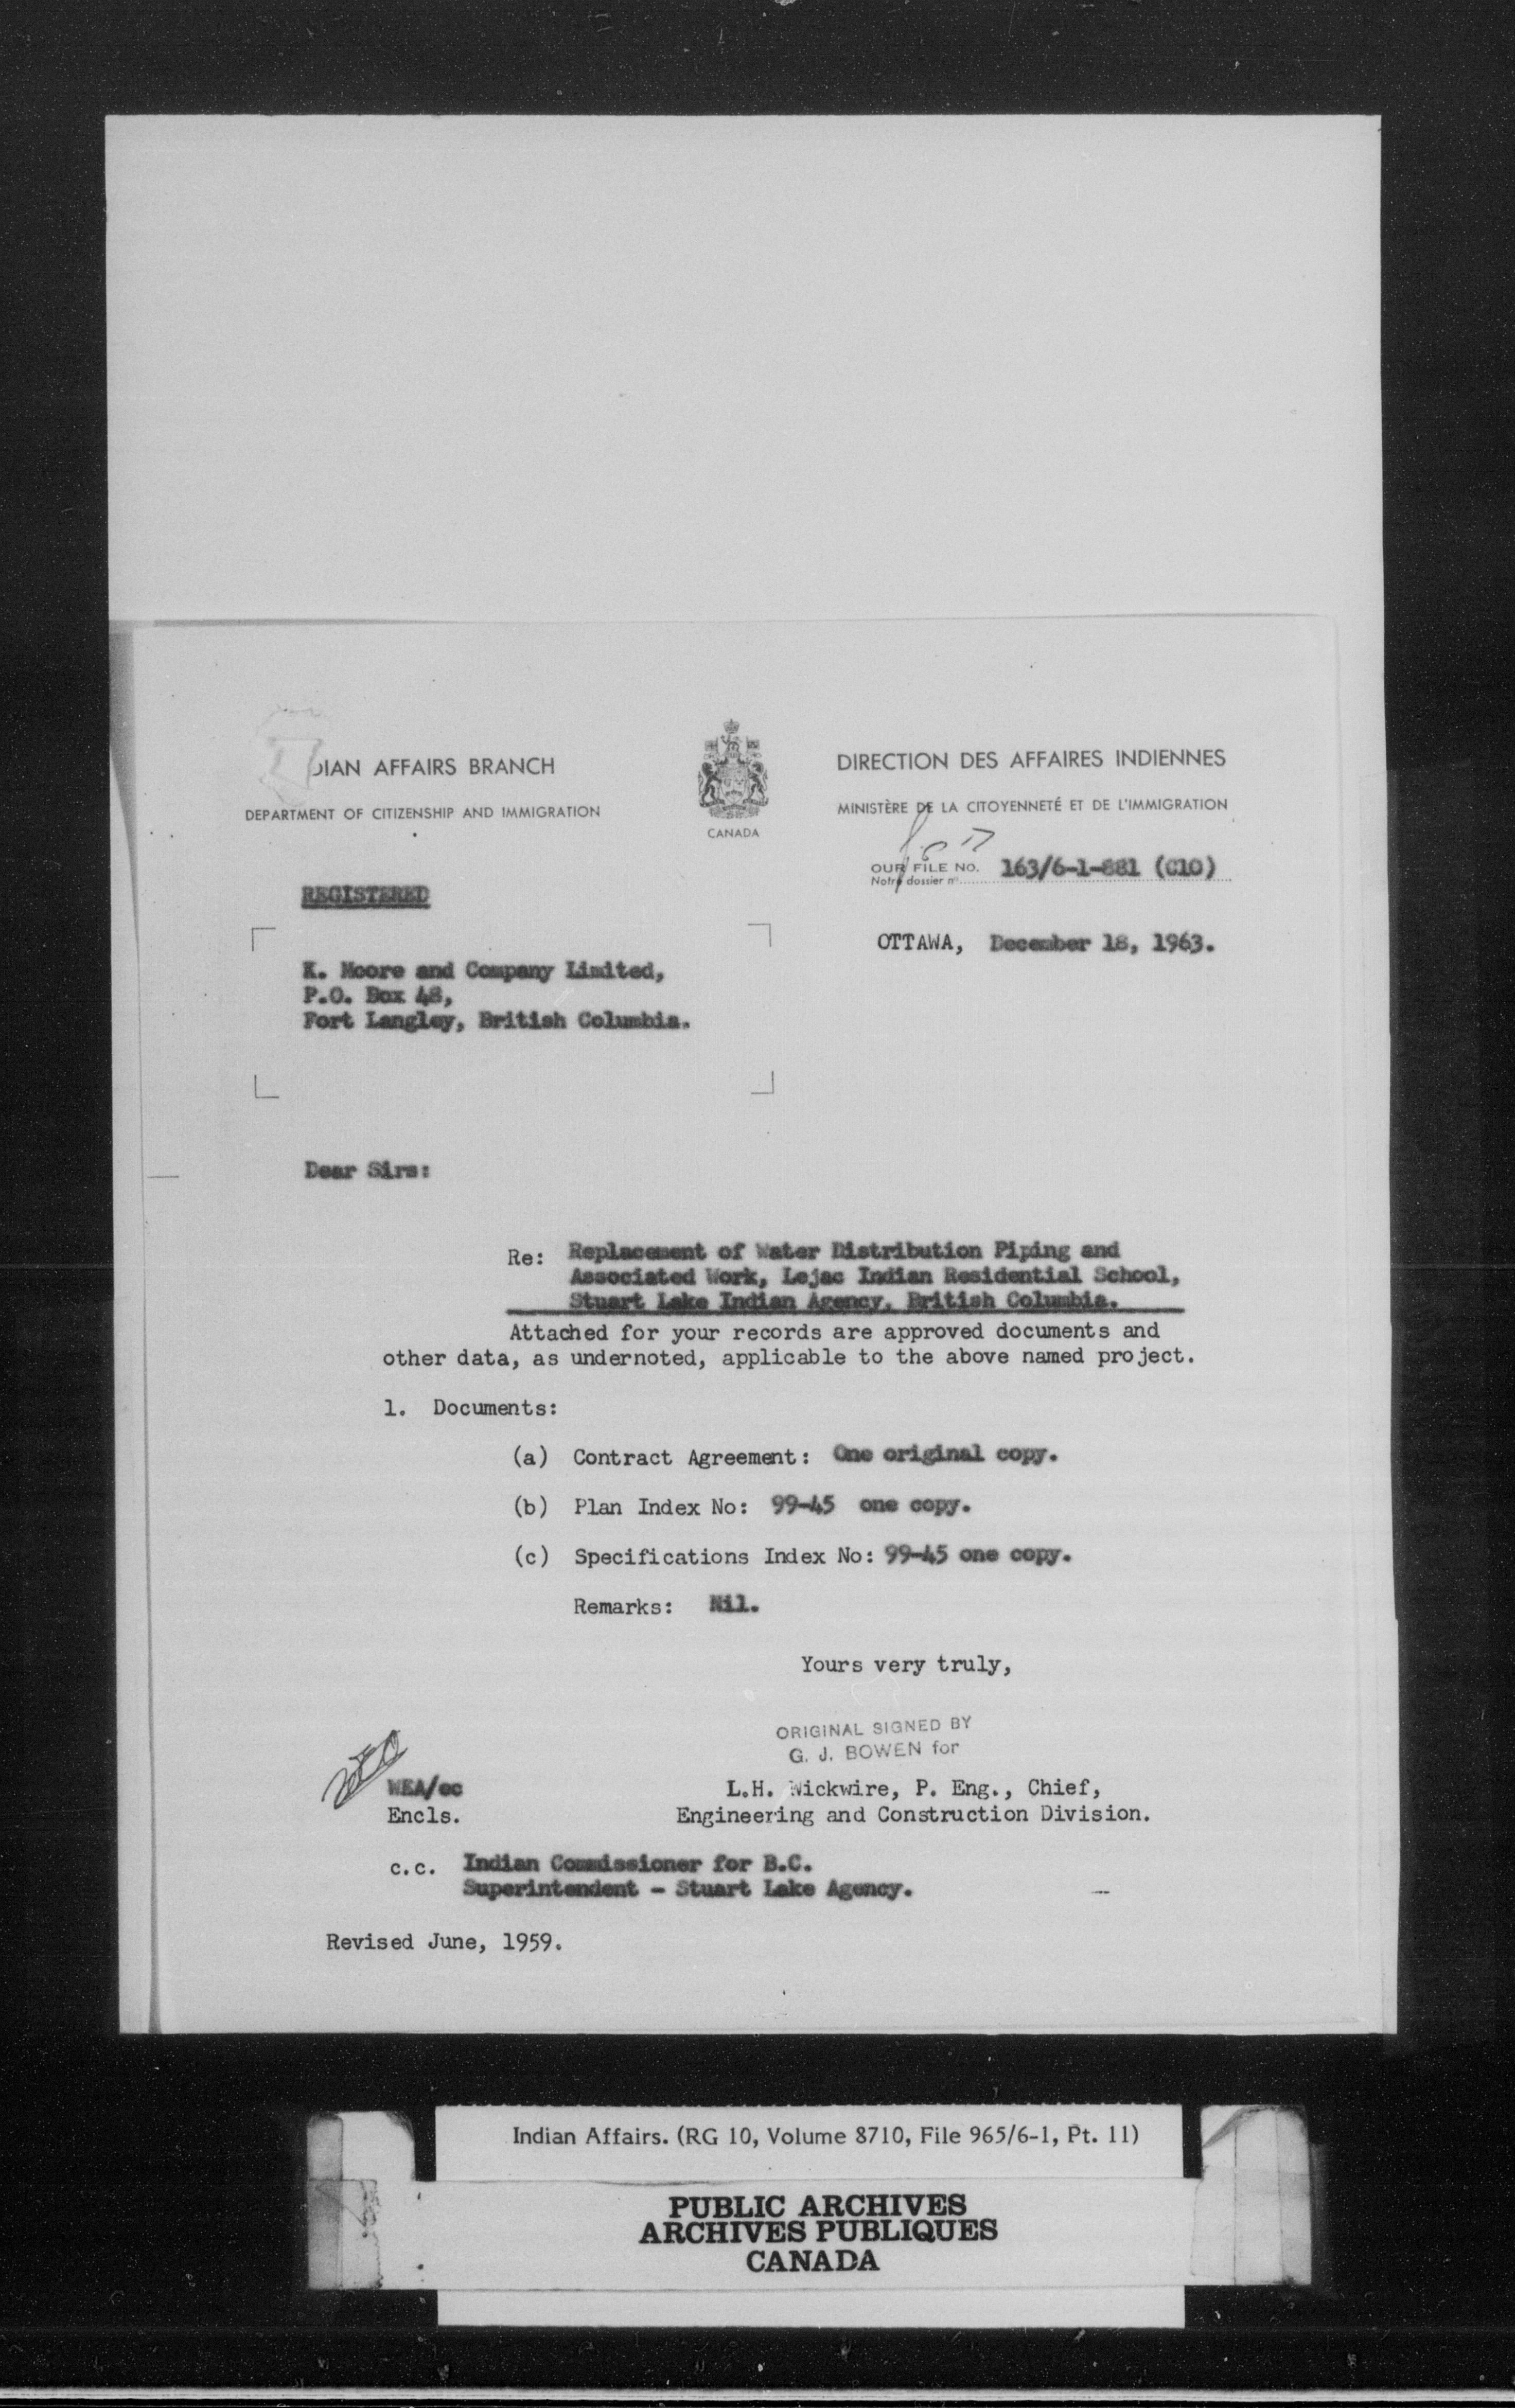 DIAN AFFAIRS BRANCH
DEPARTMENT OF CITIZENSHIP AND IMMIGRATION
CANADA
DIRECTION DES AFFAIRES INDIENNES
MINISTÈRE DE LA CITOYENNETÉ ET DE L'IMMIGRATION
OUR FILE NO. 163/6-1-881 (C10)
Notre dossier nº
REGISTERED
OTTAWA, December 18, 1963.
K. Moore and Company Limited,
P.O. Box 48,
Fort Langley, British Columbia.
Dear Sirs:
Re: Replacement of Water Distribution Piping and
Associated Work, Lejac Indian Residential School,
Stuart Lake Indian Agency, British Columbia.
Attached for your records are approved documents and
other data, as undernoted, applicable to the above named project.
1. Documents:
(a) Contract Agreement: One original copy.
(b) Plan Index No: 99-45 one copy.
(c) Specifications Index No: 99-45 one copy.
Remarks: Nil.
Yours very truly,
ORIGINAL SIGNED BY
G. J. BOWEN for
WEA/ec
L.H. Wickwire, P. Eng., Chief,
Encls.
Engineering and Construction Division.
c.c. Indian Commissioner for B.C.
Superintendent - Stuart Lake Agency.
Revised June, 1959.
Indian Affairs. (RG 10, Volume 8710, File 965/6-1, Pt. 11)
PUBLIC ARCHIVES
ARCHIVES PUBLIQUES
CANADA